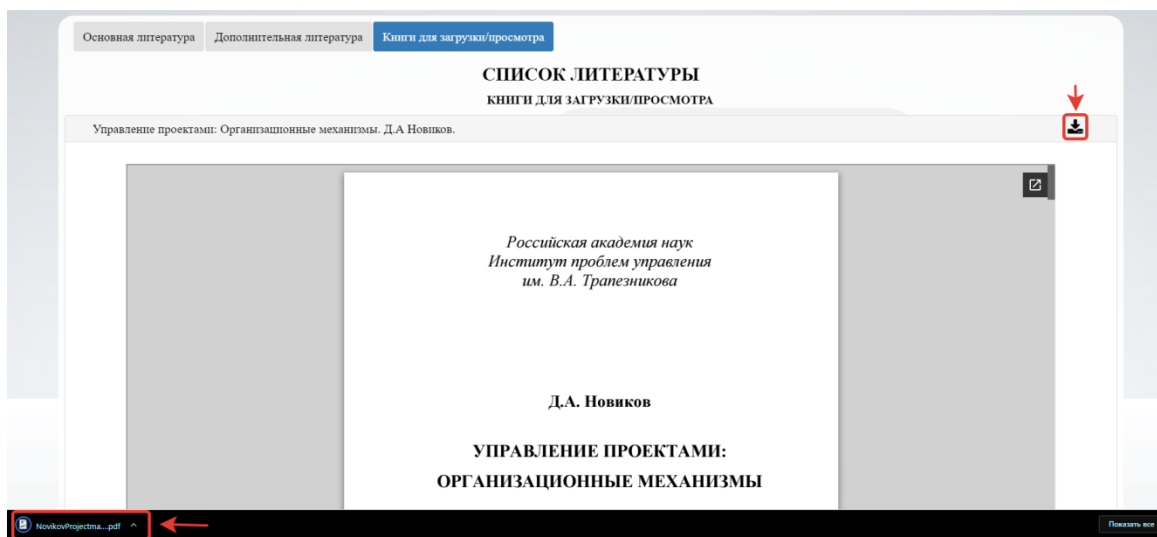 Основная литература Дополнительная литература Книги для загрузки/просмотра
СПИСОК ЛИТЕРАТУРЫ
КНИГИ ДЛЯ ЗАГРУЗКИ/ПРОСМОТРА
Управление проектами: Организационные механизмы. Д.А Новиков.
Российская академия наук
Институт проблем управления
им. В.А. Трапезникова
Д.А. Новиков
УПРАВЛЕНИЕ ПРОЕКТАМИ:
ОРГАНИЗАЦИОННЫЕ МЕХАНИЗМЫ
NovikovProjectma....pdf Показать все